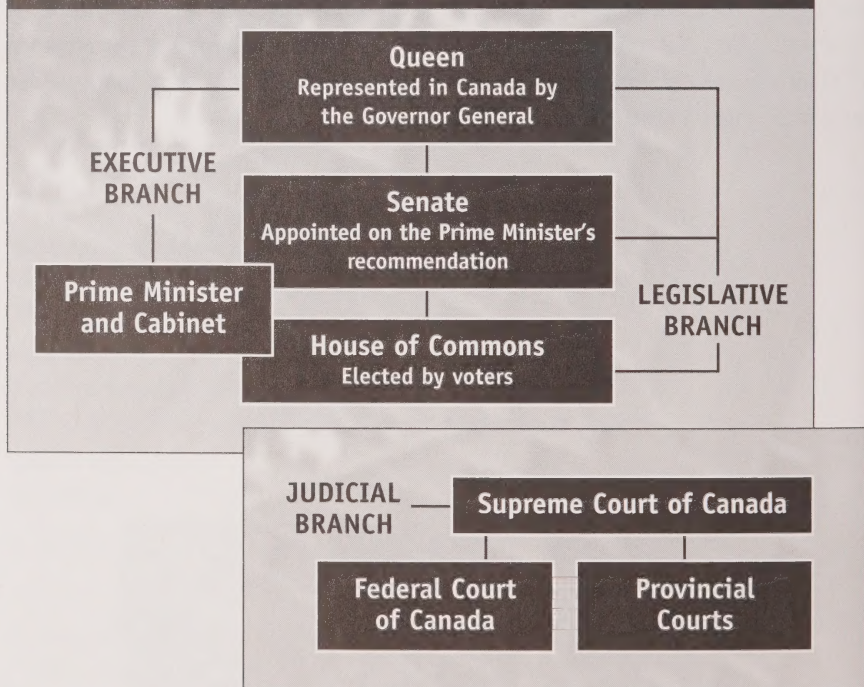 Queen
Represented in Canada by
the Governor General
EXECUTIVE
BRANCH
Senate
Appointed on the Prime Minister's
recommendation
Prime Minister
and Cabinet
LEGISLATIVE
BRANCH
House of Commons
Elected by voters
JUDICIAL
BRANCH
Supreme Court of Canada
Federal Court
of Canada
Provincial
Courts